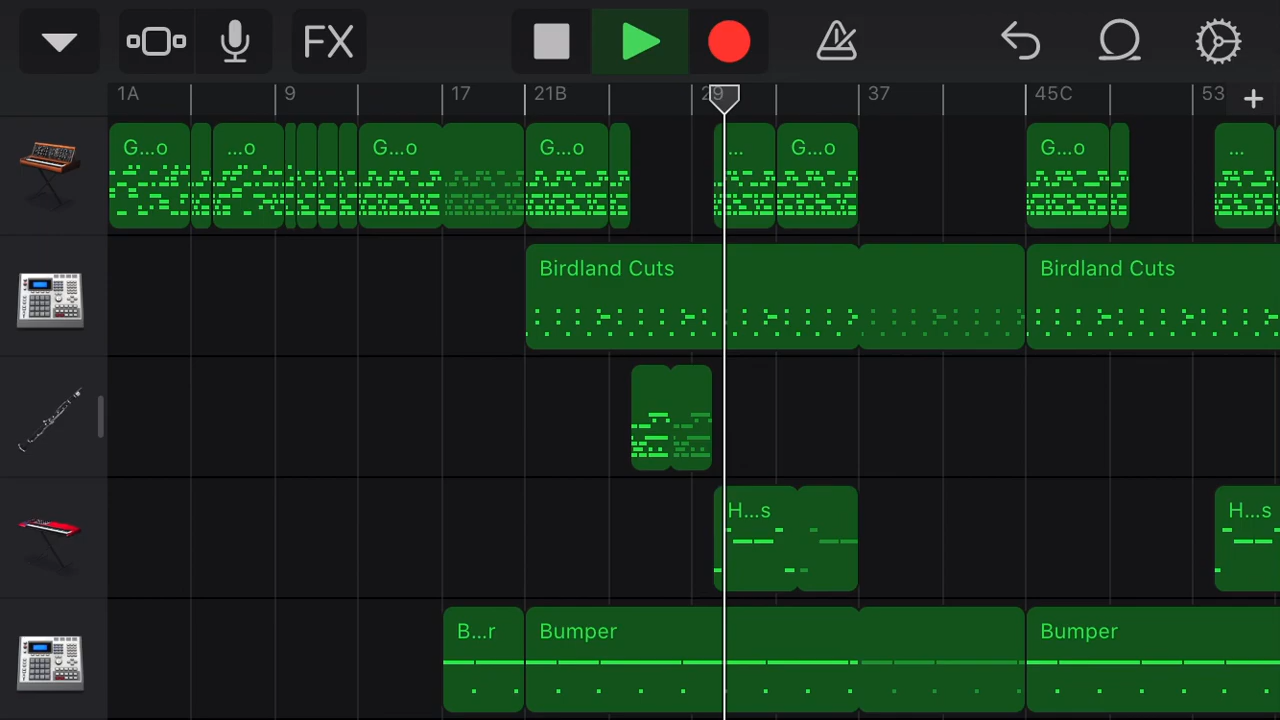 FX
1A 9 17 21B 29 37 45C 53 +
G...o ...o G...o G...o ... G...o G...o ...
Birdland Cuts Birdland Cuts
H...s H...s
B...r Bumper Bumper